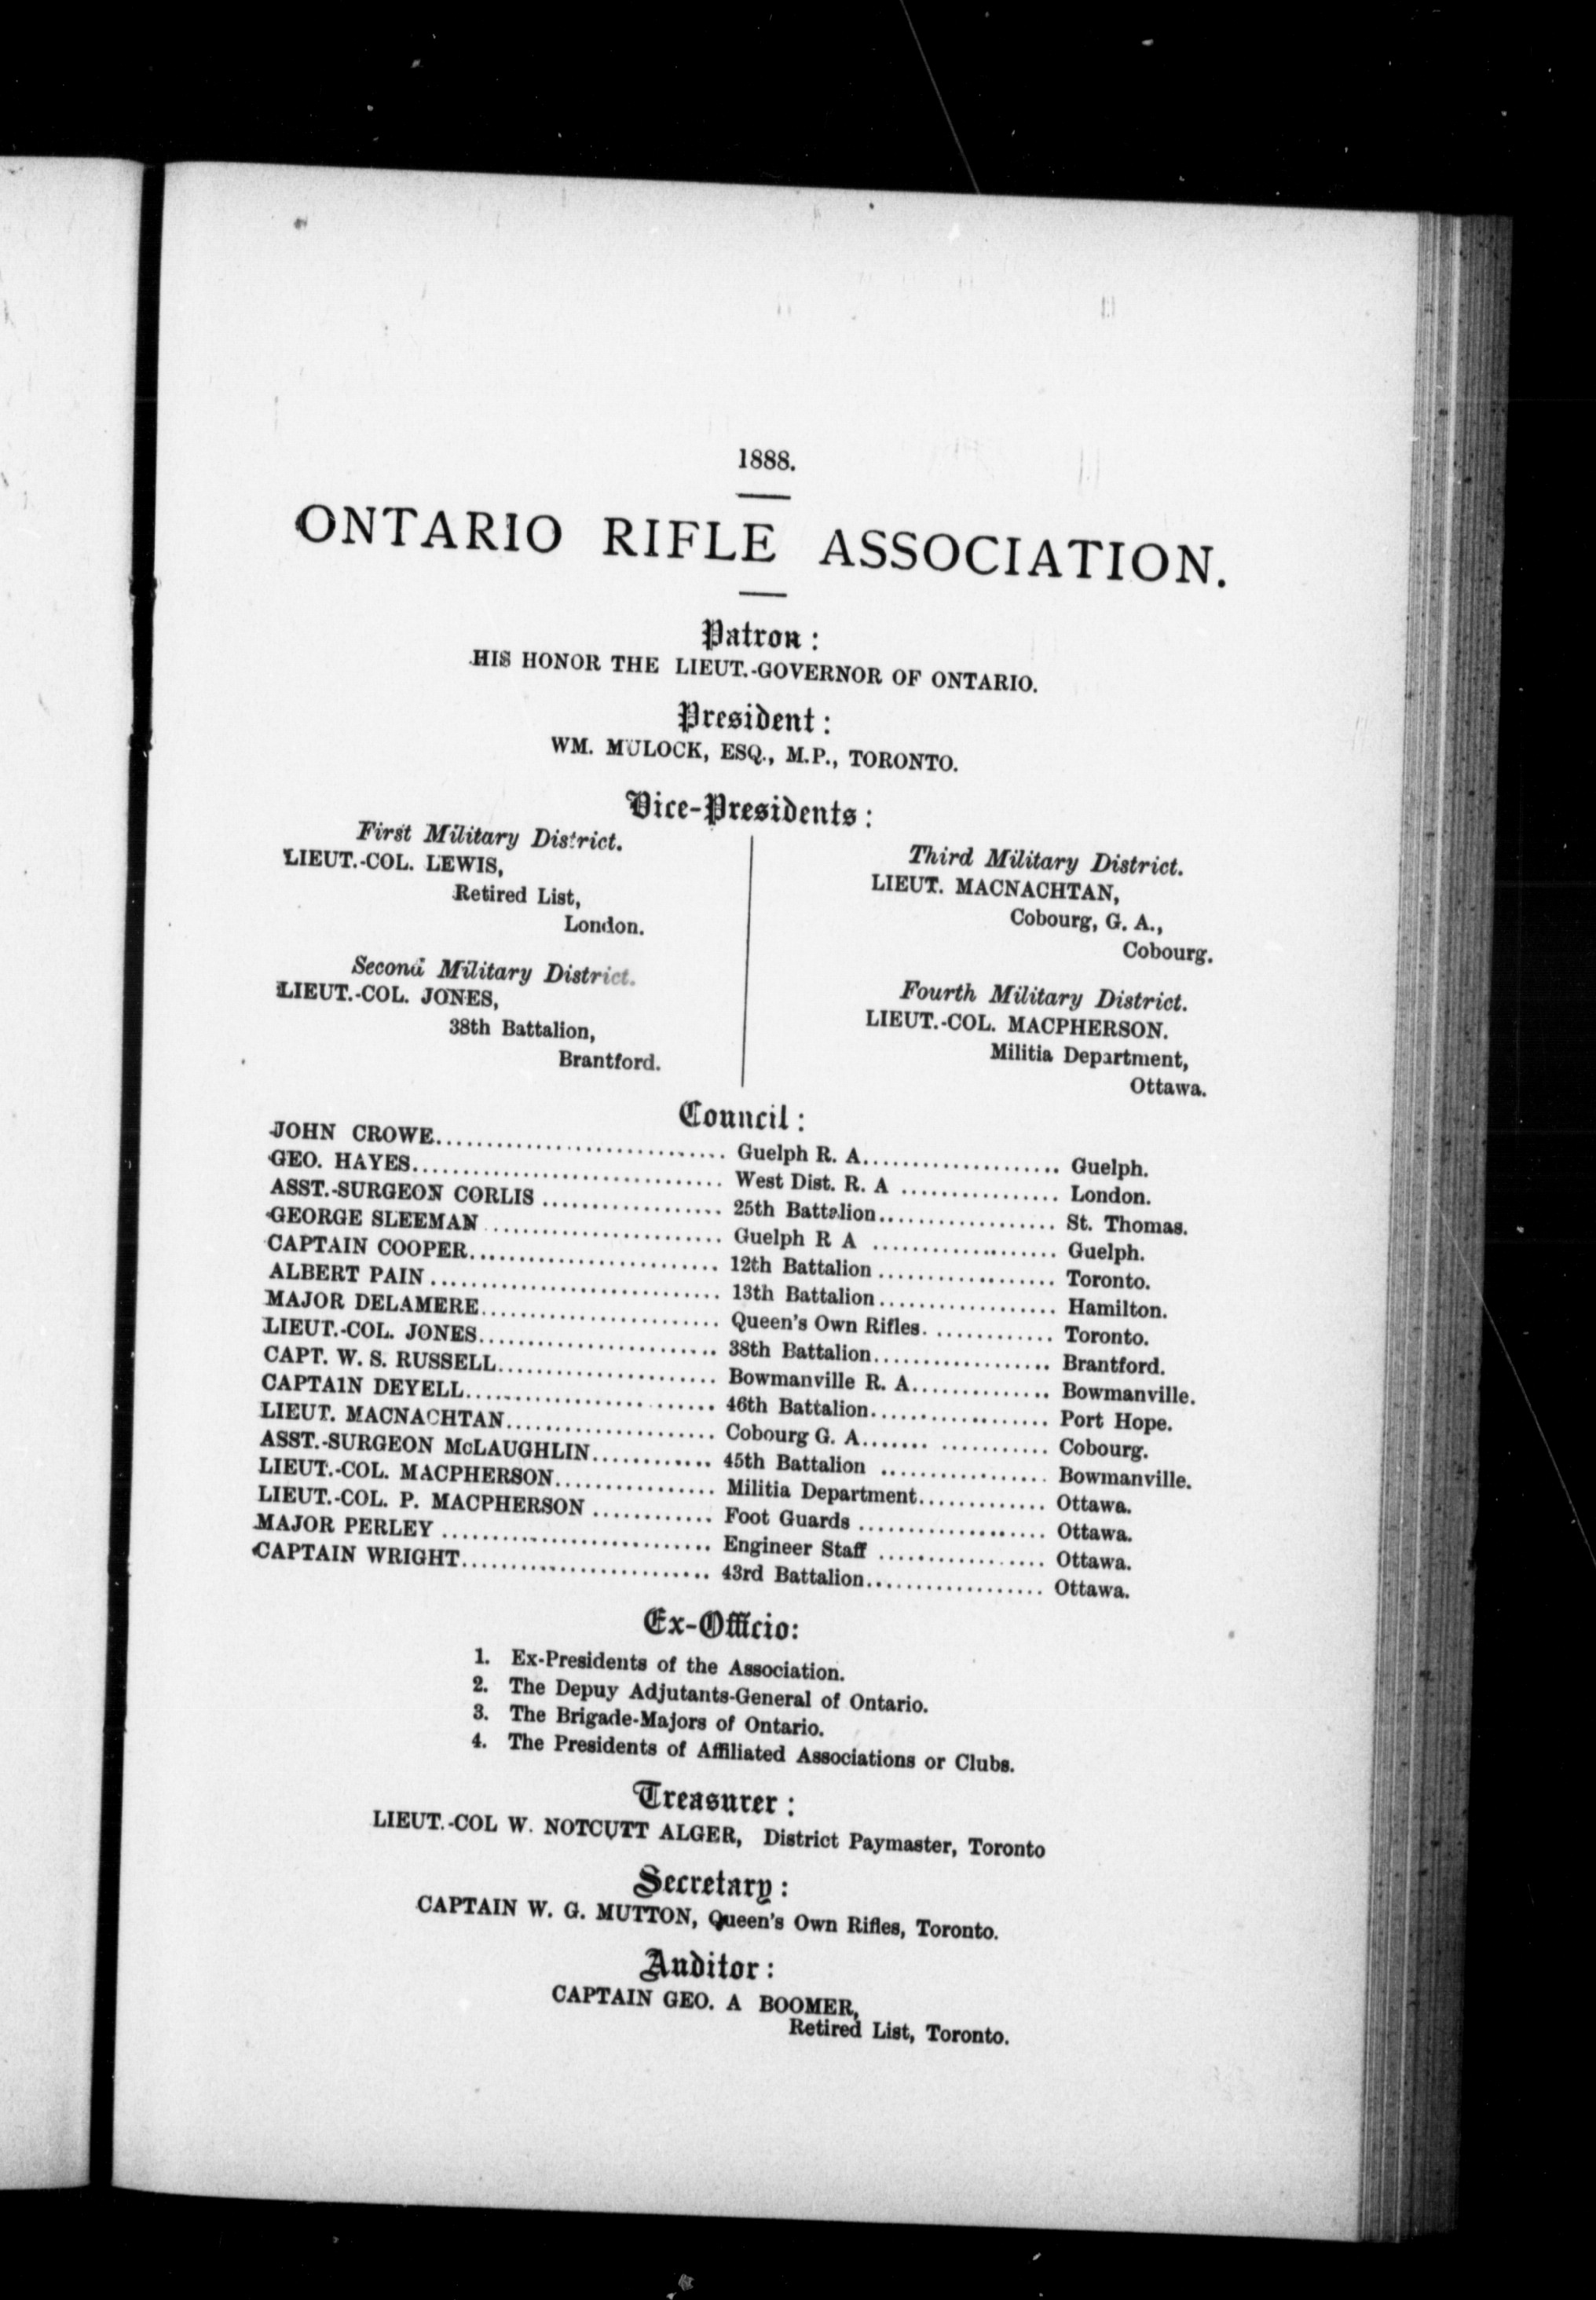 1888.
ONTARIO RIFLE ASSOCIATION.
Patron:
HIS HONOR THE LIEUT.-GOVERNOR OF ONTARIO.
President:
WM. MULOCK, ESQ., M.P., TORONTO.
Vice-Presidents:
First Military District.
LIEUT.-COL. LEWIS,
Retired List,
London.
Second Military District.
LIEUT.-COL. JONES,
38th Battalion,
Brantford.
Third Military District.
LIEUT. MACNACHTAN,
Cobourg, G. A.,
Cobourg.
Fourth Military District.
LIEUT.-COL. MACPHERSON.
Militia Department,
Ottawa.
Council:
JOHN CROWE.......... Guelph R. A.......... Guelph.
GEO. HAYES.......... West Dist. R. A .......... London.
ASST.-SURGEON CORLIS .......... 25th Battalion.......... St. Thomas.
GEORGE SLEEMAN .......... Guelph R A .......... Guelph.
CAPTAIN COOPER.......... 12th Battalion .......... Toronto.
ALBERT PAIN .......... 13th Battalion.......... Hamilton.
MAJOR DELAMERE.......... Queen's Own Rifles.......... Toronto.
LIEUT.-COL. JONES.......... 38th Battalion.......... Brantford.
CAPT. W. S. RUSSELL.......... Bowmanville R. A.......... Bowmanville.
CAPTAIN DEYELL.......... 46th Battalion.......... Port Hope.
LIEUT. MACNACHTAN.......... Cobourg G. A.......... Cobourg.
ASST.-SURGEON McLAUGHLIN.......... 45th Battalion .......... Bowmanville.
LIEUT.-COL. MACPHERSON.......... Militia Department.......... Ottawa.
LIEUT.-COL. P. MACPHERSON .......... Foot Guards .......... Ottawa.
MAJOR PERLEY .......... Engineer Staff .......... Ottawa.
CAPTAIN WRIGHT.......... 43rd Battalion.......... Ottawa.
Ex-Officio:
1. Ex-Presidents of the Association.
2. The Depuy Adjutants-General of Ontario.
3. The Brigade-Majors of Ontario.
4. The Presidents of Affiliated Associations or Clubs.
Treasurer:
LIEUT.-COL W. NOTCUTT ALGER, District Paymaster, Toronto
Secretary:
CAPTAIN W. G. MUTTON, Queen's Own Rifles, Toronto.
Auditor:
CAPTAIN GEO. A BOOMER,
Retired List, Toronto.